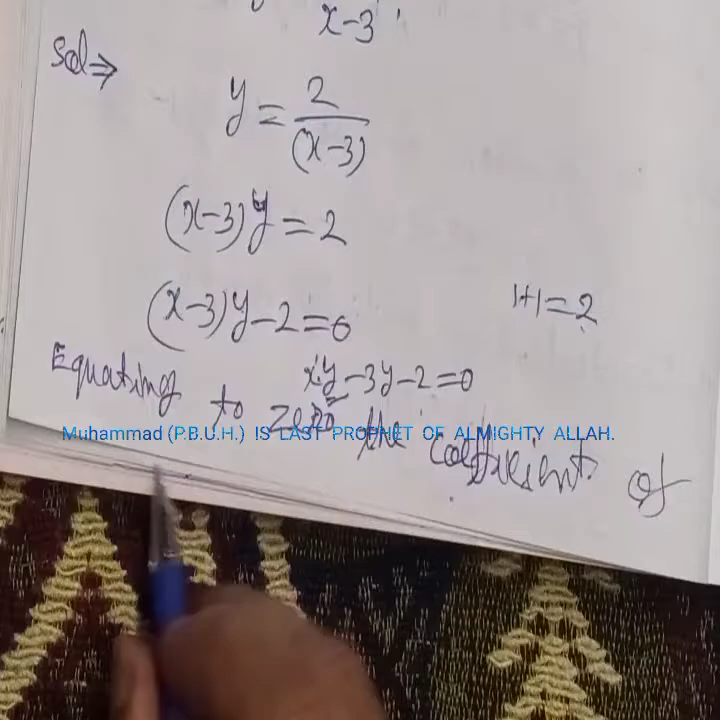 x-3
Sol⇒
y = 2/(x-3)
(x-3)y = 2
(x-3)y-2=0
1+1=2
xy-3y-2=0
Equating to zero the coefficient of
Muhammad (P.B.U.H.) IS LAST PROPHET OF ALMIGHTY ALLAH.